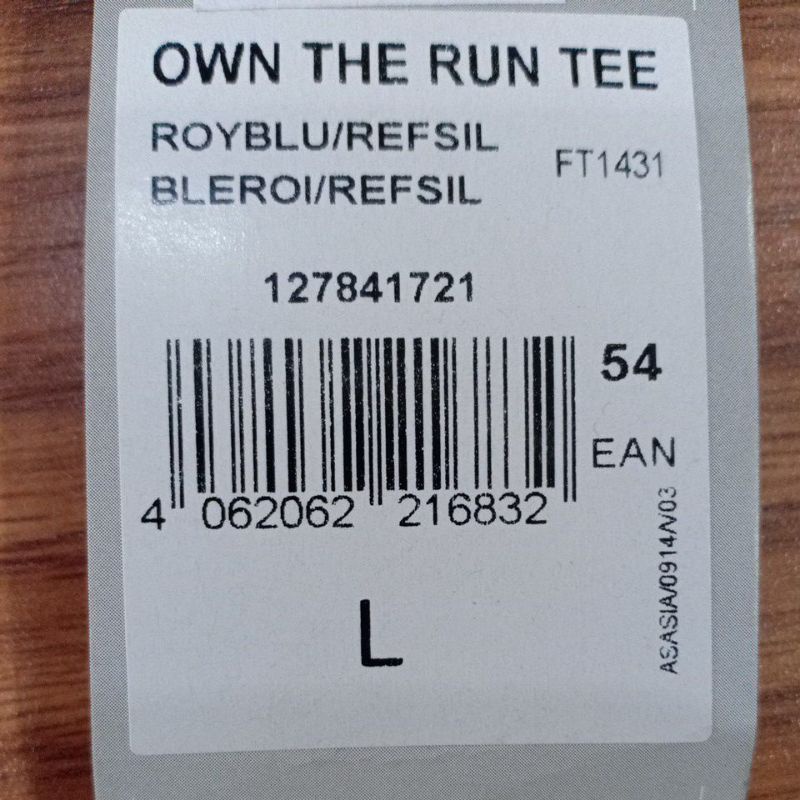 OWN THE RUN TEE
ROYBLU/REFSIL
FT1431
BLEROI/REFSIL
127841721
54
EAN
4 062062 216832
L
ASASIA/0914/V03